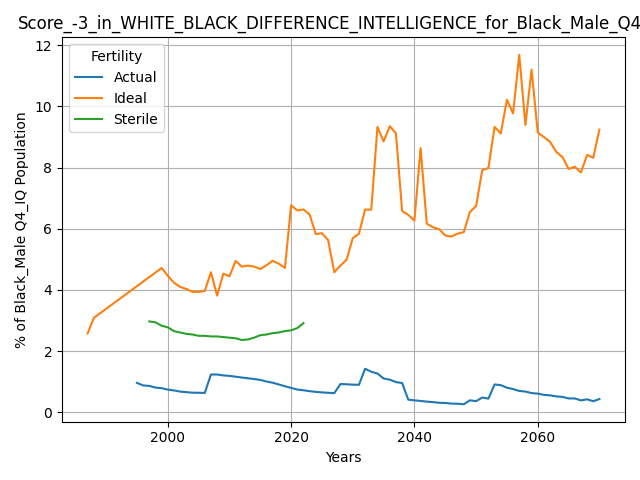 Score_-3_in_WHITE_BLACK_DIFFERENCE_INTELLIGENCE_for_Black_Male_Q4
Fertility
Actual
Ideal
Sterile
12
10
8
6
4
2
0
% of Black_Male Q4_IQ Population
2000
2020
2040
2060
Years